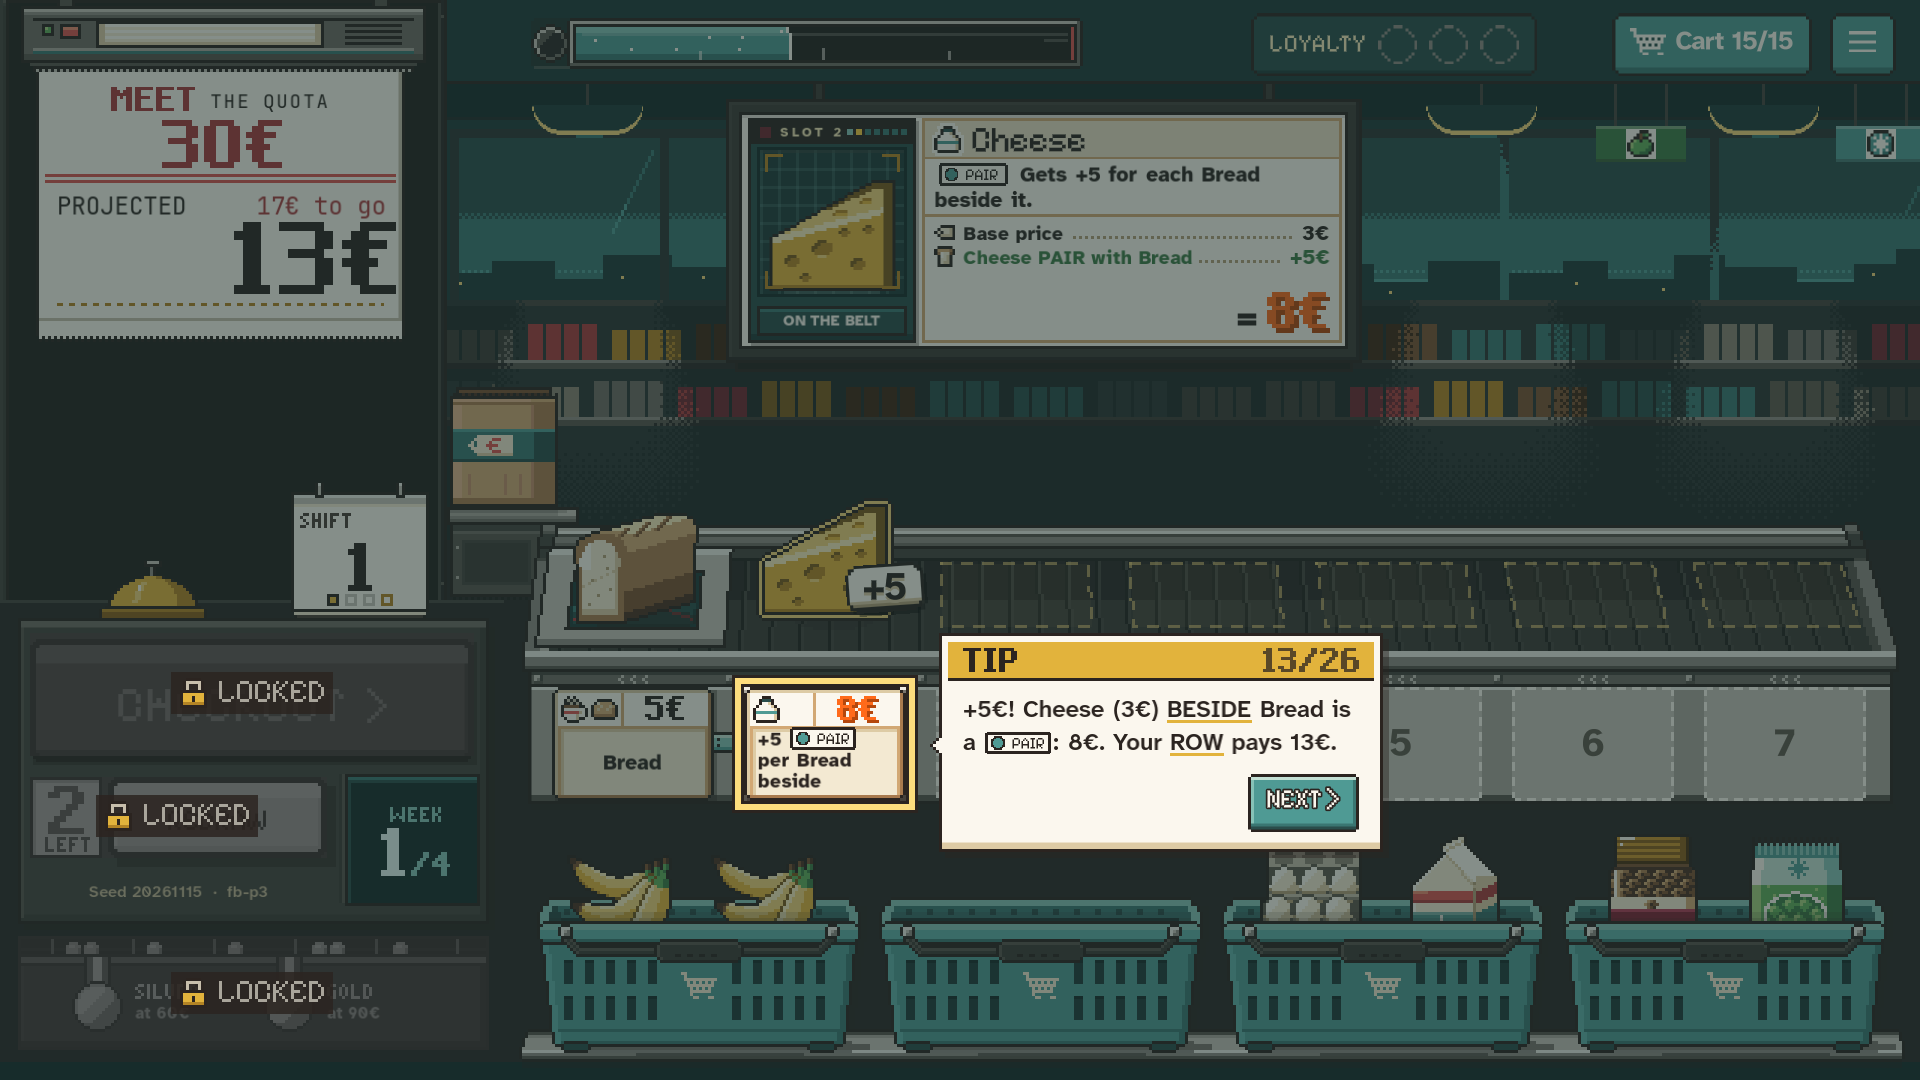 MEET THE QUOTA
30€
PROJECTED 17€ to go
13€
LOYALTY
Cart 15/15
SLOT 2
ON THE BELT
Cheese
PAIR Gets +5 for each Bread
beside it.
Base price 3€
Cheese PAIR with Bread +5€
= 8€
€
SHIFT
1
+5
LOCKED
2
LEFT
LOCKED
WEEK
1/4
Seed 20261115 · fb-p3
LOCKED
at 90€
5€
Bread
8€
+5 PAIR
per Bread
beside
TIP 13/26
+5€! Cheese (3€) BESIDE Bread is
a PAIR: 8€. Your ROW pays 13€.
NEXT
5
6
7